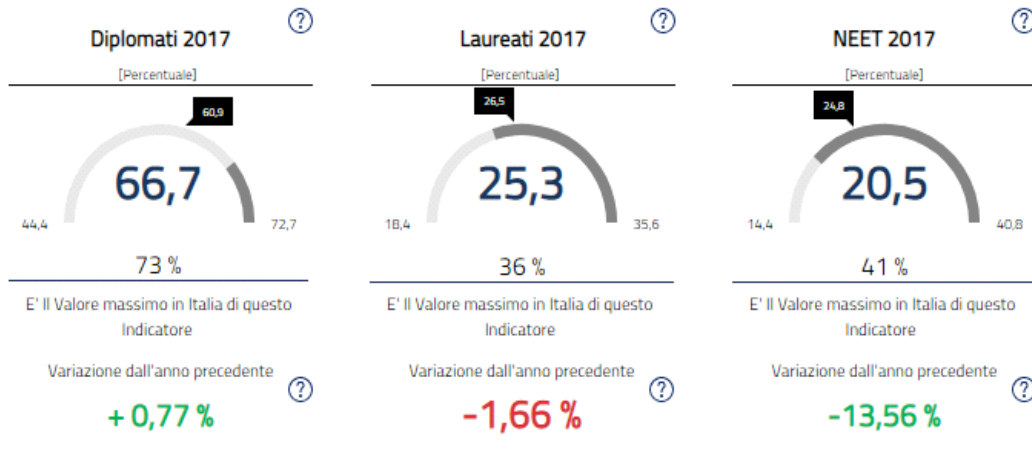 Diplomati 2017
?
[Percentuale]
60,9
66,7
44,4
72,7
73 %
E' Il Valore massimo in Italia di questo
Indicatore
Variazione dall'anno precedente
?
+ 0,77 %
Laureati 2017
?
[Percentuale]
26,5
25,3
18,4
35,6
36 %
E' Il Valore massimo in Italia di questo
Indicatore
Variazione dall'anno precedente
?
-1,66 %
NEET 2017
?
[Percentuale]
24,8
20,5
14,4
40,8
41 %
E' Il Valore massimo in Italia di questo
Indicatore
Variazione dall'anno precedente
?
-13,56 %